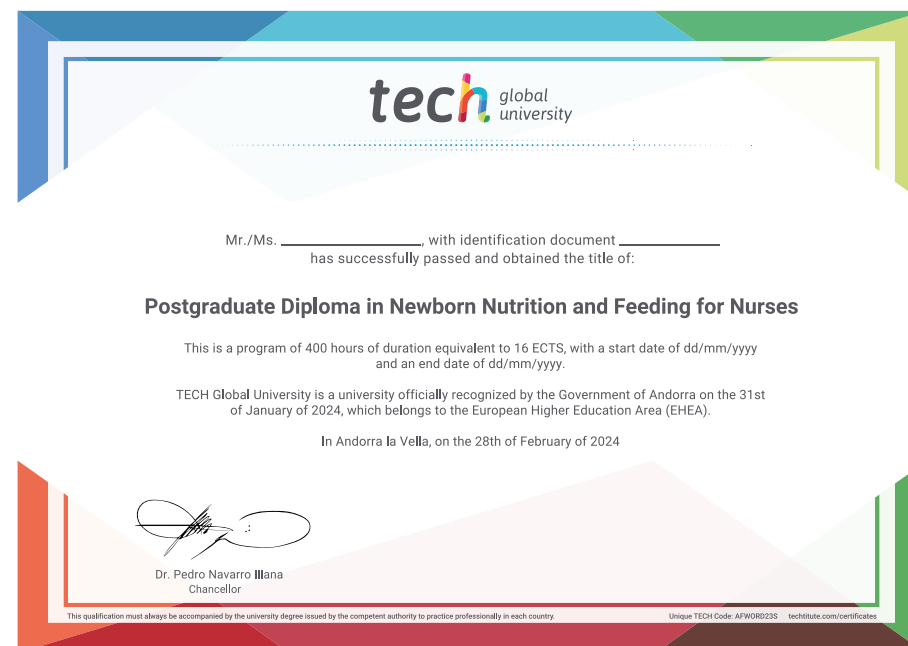 tech global
university
Mr./Ms. ____________________, with identification document ______________
has successfully passed and obtained the title of:
Postgraduate Diploma in Newborn Nutrition and Feeding for Nurses
This is a program of 400 hours of duration equivalent to 16 ECTS, with a start date of dd/mm/yyyy
and an end date of dd/mm/yyyy.
TECH Global University is a university officially recognized by the Government of Andorra on the 31st
of January of 2024, which belongs to the European Higher Education Area (EHEA).
In Andorra la Vella, on the 28th of February of 2024
Dr. Pedro Navarro Illana
Chancellor
This qualification must always be accompanied by the university degree issued by the competent authority to practice professionally in each country.
Unique TECH Code: AFWORD23S techtitute.com/certificates